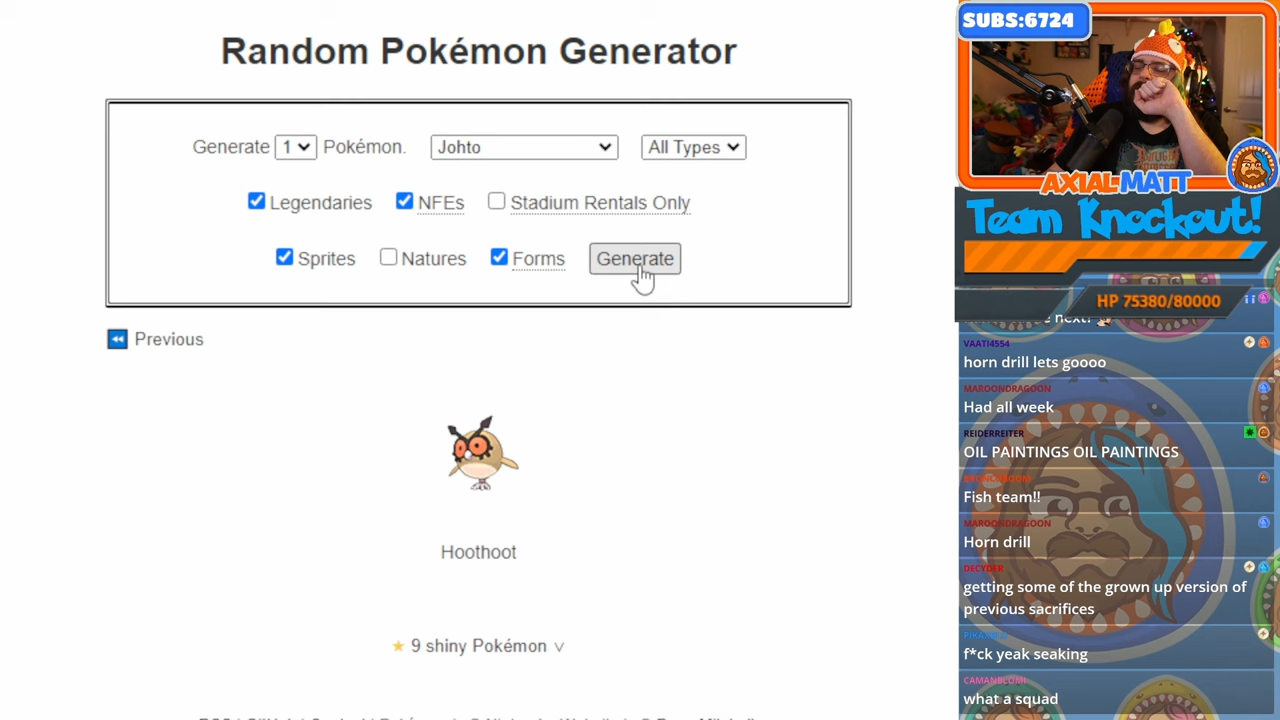 Random Pokémon Generator
Generate 1 Pokémon. Johto All Types
Legendaries NFEs Stadium Rentals Only
Sprites Natures Forms Generate
Previous
Hoothoot
9 shiny Pokémon
SUBS:6724
AXIALMATT
Team Knockout!
HP 75380/80000
next!
VAATI4554
horn drill lets goooo
MAROONDRAGOON
Had all week
REIDERREITER
OIL PAINTINGS OIL PAINTINGS
Fish team!!
MAROONDRAGOON
Horn drill
DECYDER
getting some of the grown up version of
previous sacrifices
f*ck yeak seaking
CAMANBLOMI
what a squad